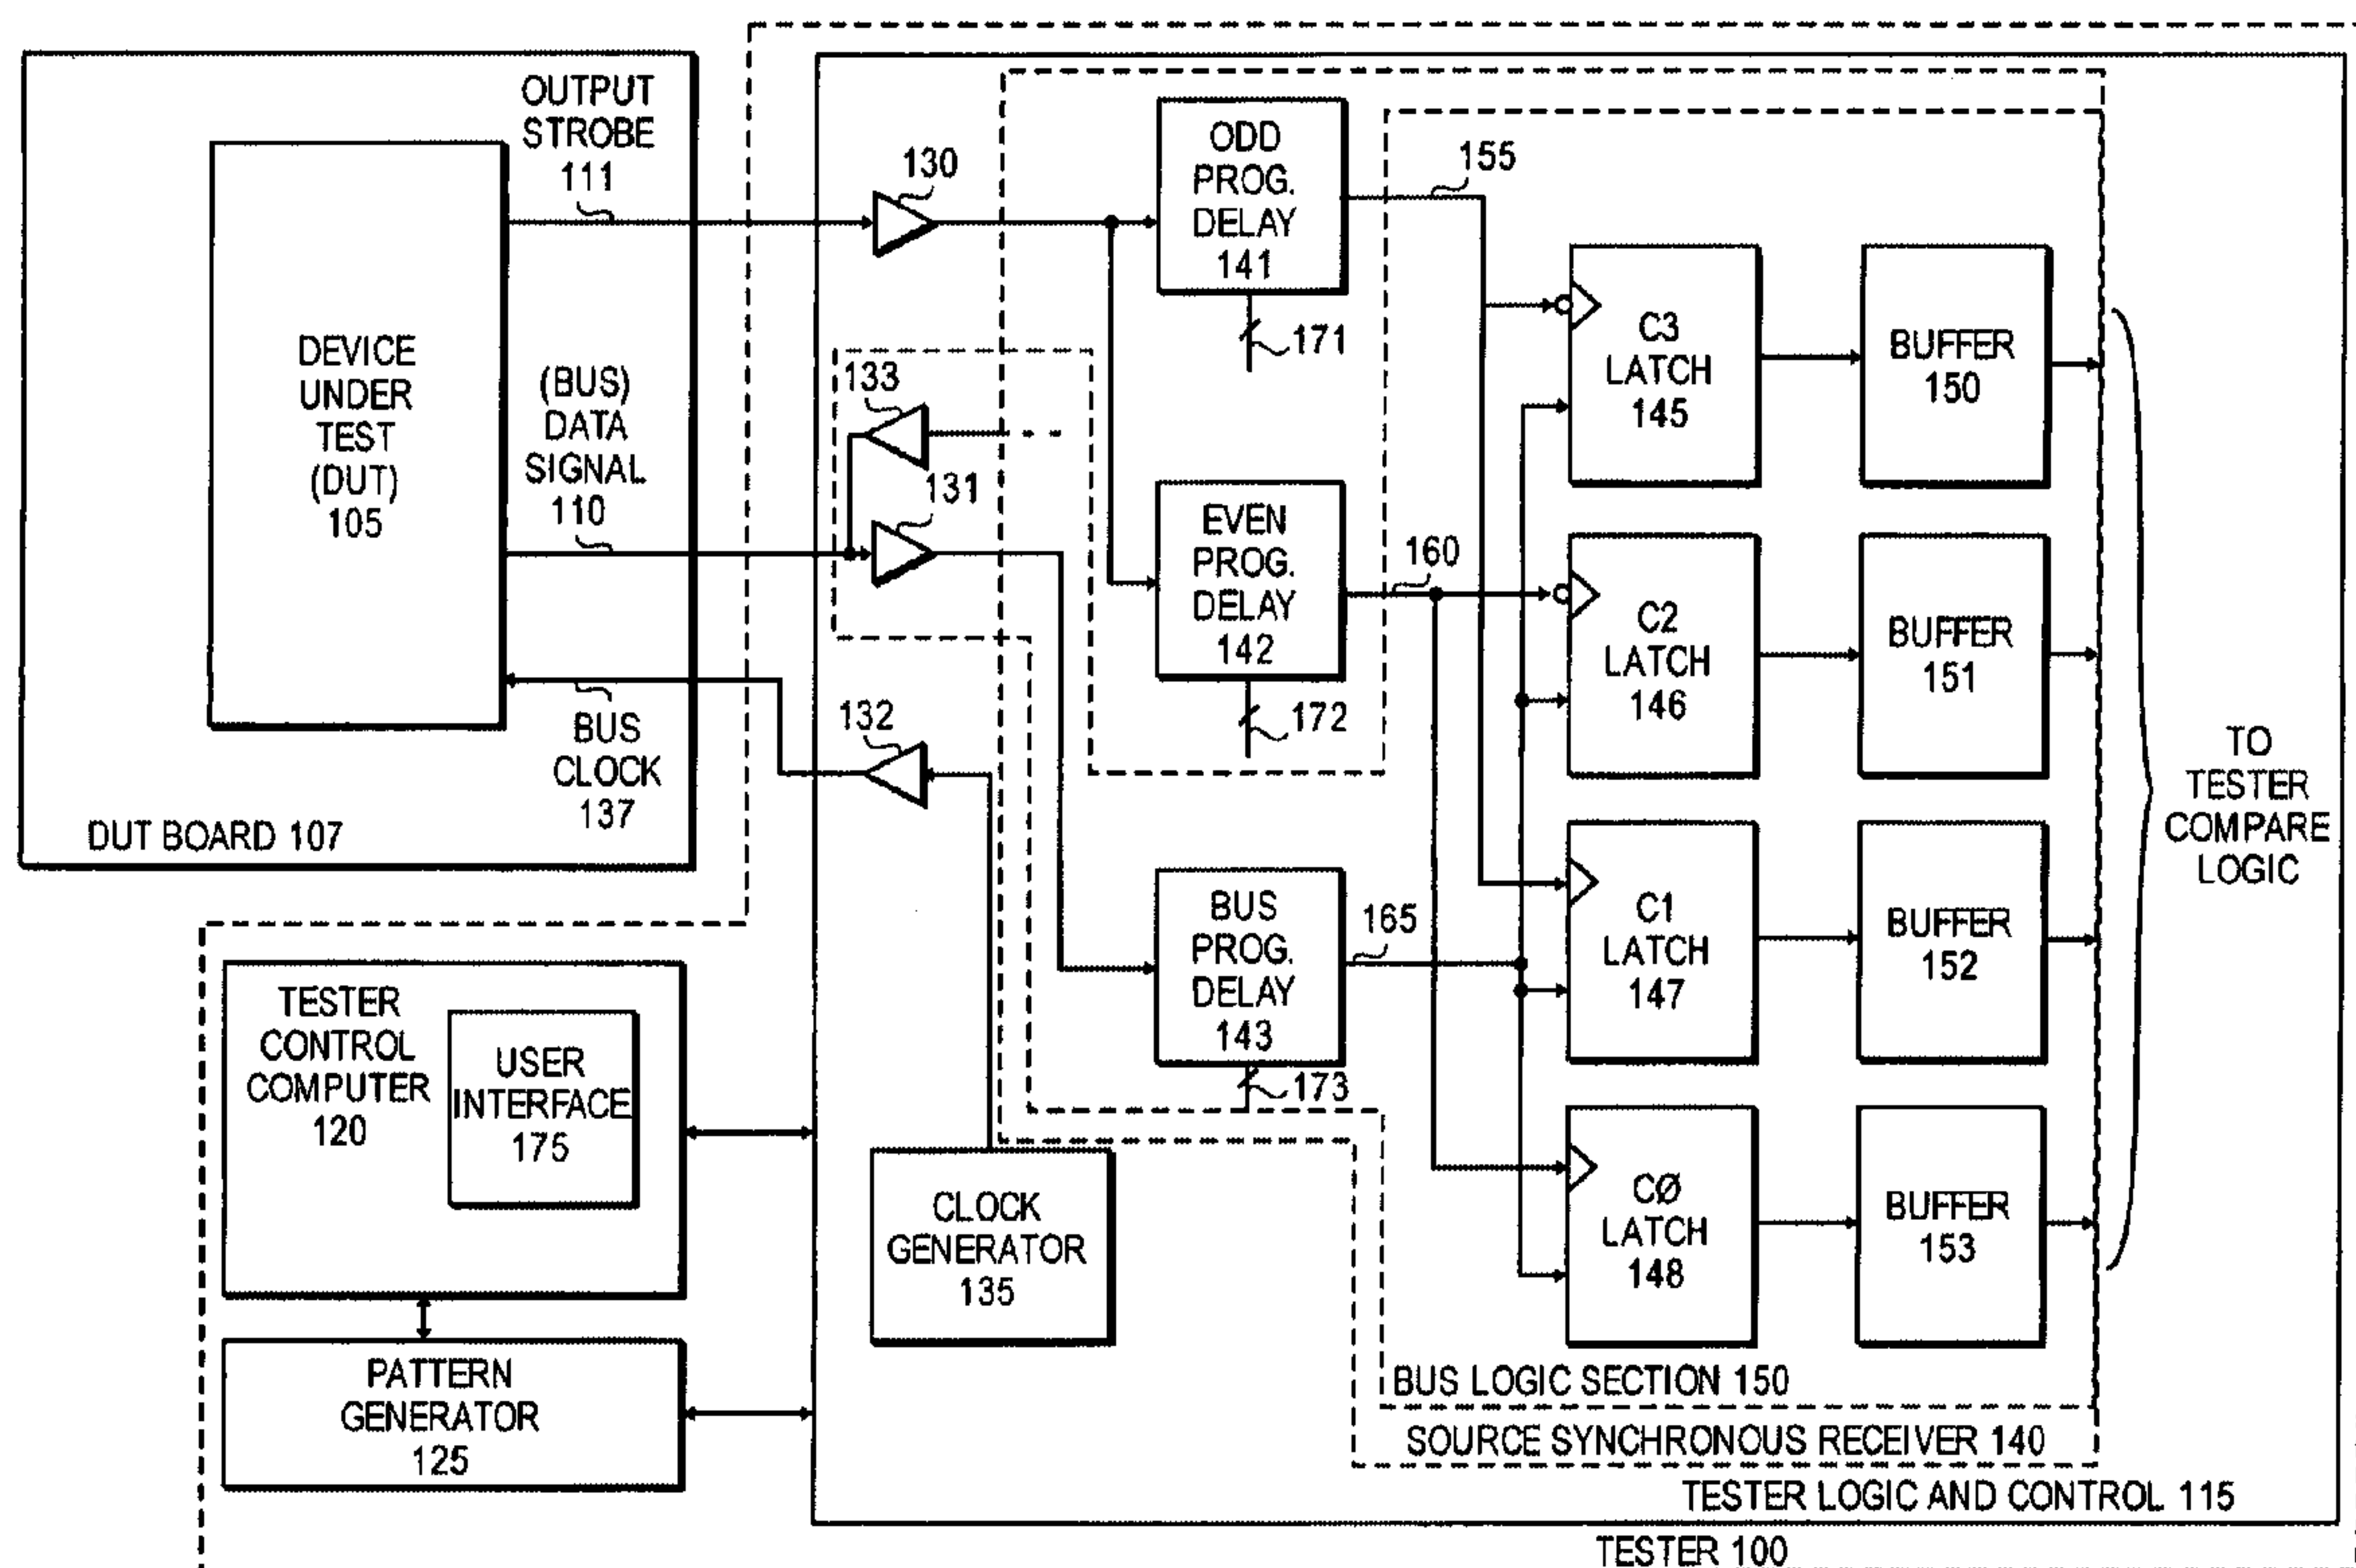 OUTPUT
STROBE
111
DEVICE
UNDER
TEST
(DUT)
105
(BUS)
DATA
SIGNAL
110
BUS
CLOCK
137
DUT BOARD 107
130
133
131
132
ODD
PROG.
DELAY
141
171
155
EVEN
PROG.
DELAY
142
172
160
BUS
PROG.
DELAY
143
173
165
C3
LATCH
145
BUFFER
150
C2
LATCH
146
BUFFER
151
C1
LATCH
147
BUFFER
152
CØ
LATCH
148
BUFFER
153
TO
TESTER
COMPARE
LOGIC
TESTER
CONTROL
COMPUTER
120
USER
INTERFACE
175
PATTERN
GENERATOR
125
CLOCK
GENERATOR
135
BUS LOGIC SECTION 150
SOURCE SYNCHRONOUS RECEIVER 140
TESTER LOGIC AND CONTROL 115
TESTER 100